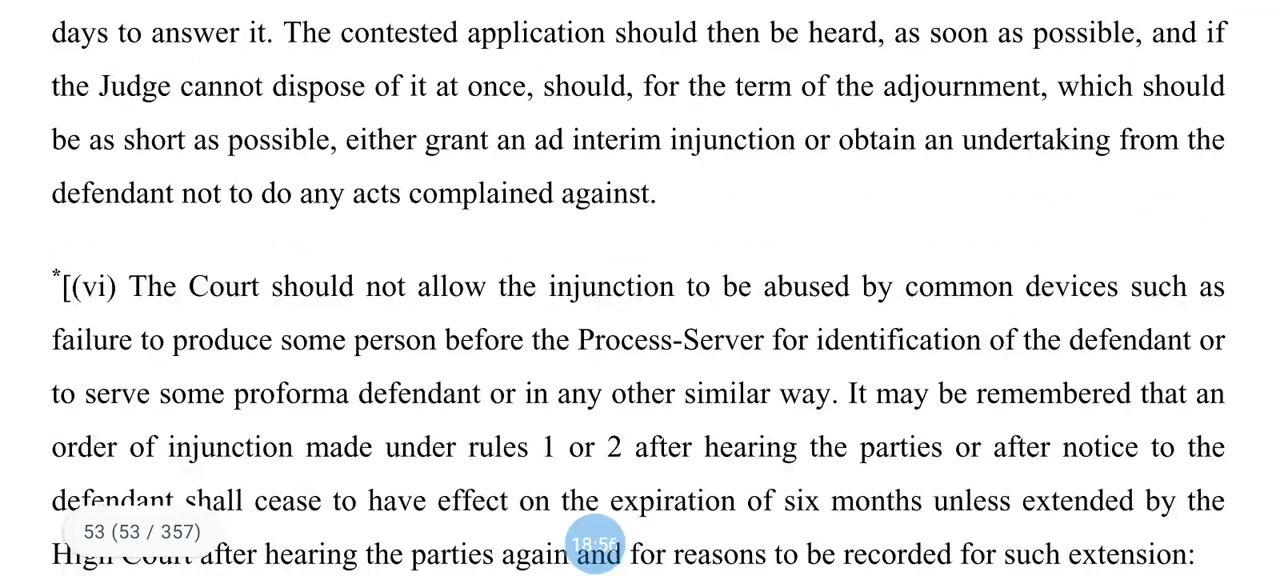 days to answer it. The contested application should then be heard, as soon as possible, and if
the Judge cannot dispose of it at once, should, for the term of the adjournment, which should
be as short as possible, either grant an ad interim injunction or obtain an undertaking from the
defendant not to do any acts complained against.
*[(vi) The Court should not allow the injunction to be abused by common devices such as
failure to produce some person before the Process-Server for identification of the defendant or
to serve some proforma defendant or in any other similar way. It may be remembered that an
order of injunction made under rules 1 or 2 after hearing the parties or after notice to the
defendant shall cease to have effect on the expiration of six months unless extended by the
53 (53 / 357)
High Court after hearing the parties again and for reasons to be recorded for such extension:
18:56